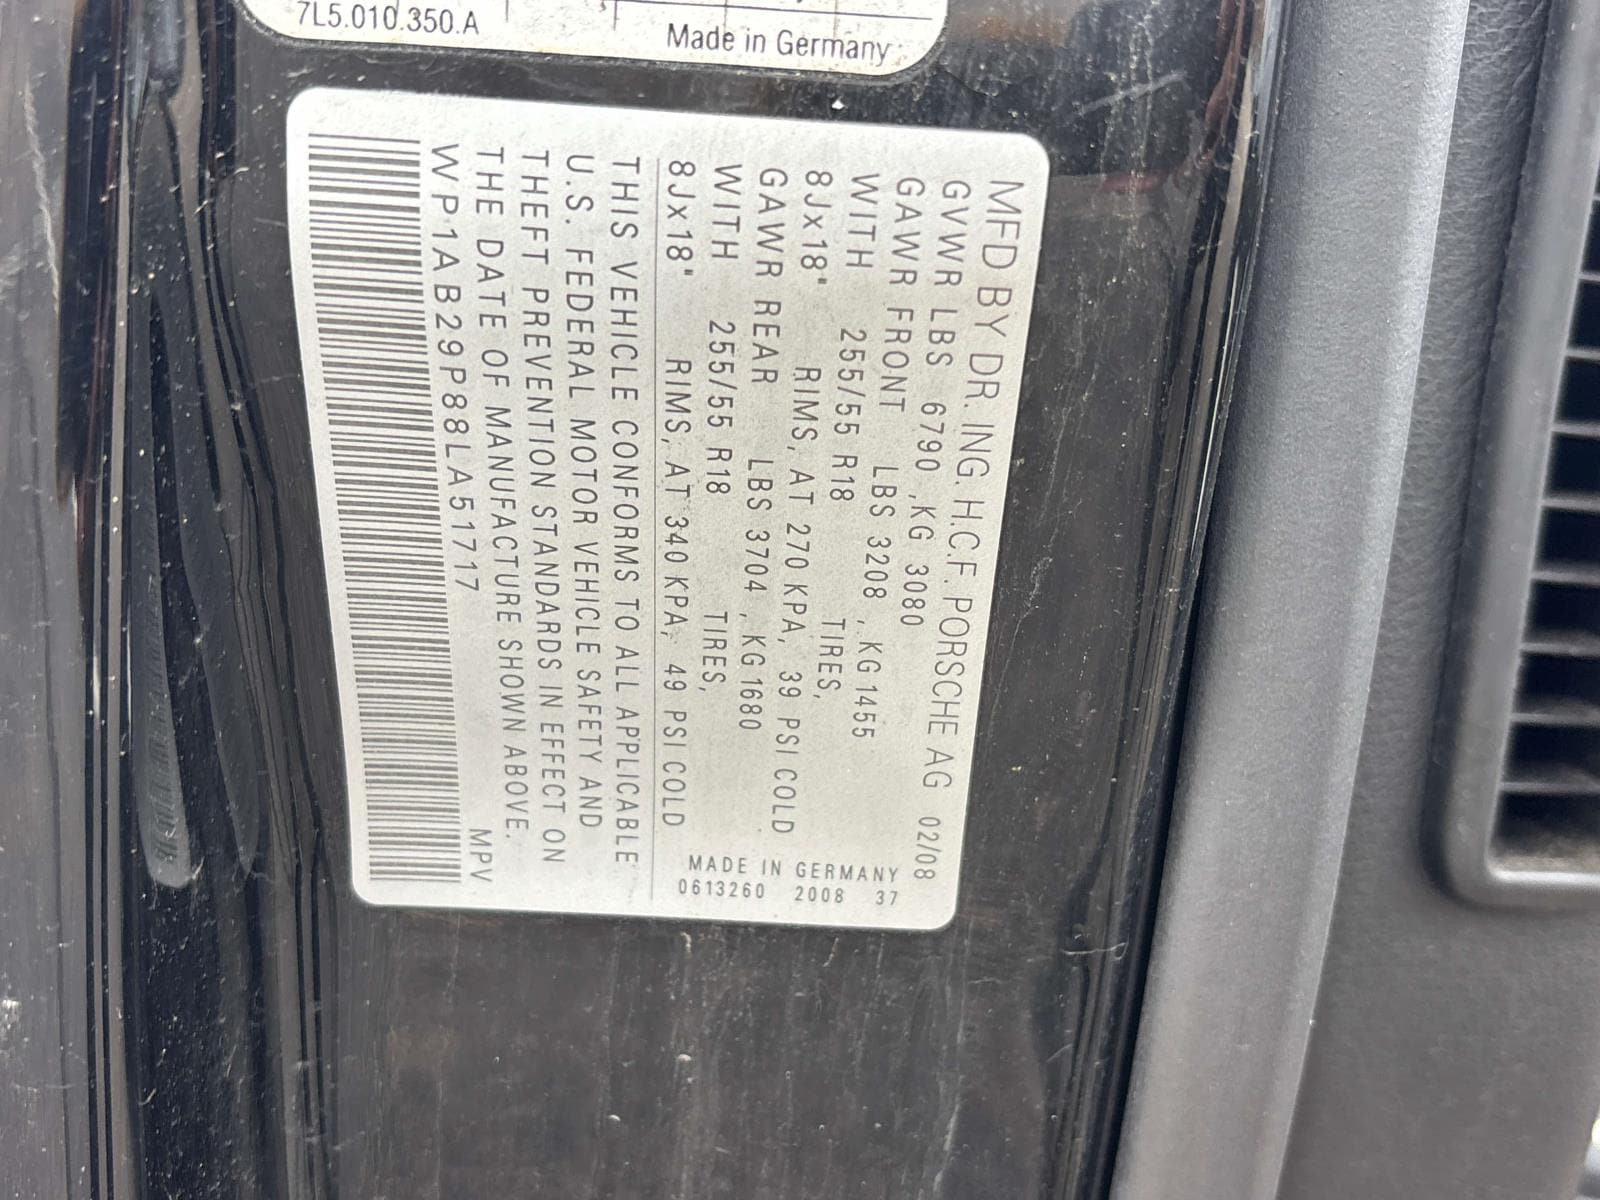 7L5.010.350.A
Made in Germany
MFD BY DR. ING. H.C.F. PORSCHE AG 02/08
GVWR LBS 6790 ,KG 3080
GAWR FRONT LBS 3208 , KG 1455
WITH 255/55 R18 TIRES,
8Jx18" RIMS, AT 270 KPA, 39 PSI COLD
GAWR REAR LBS 3704 , KG 1680
WITH 255/55 R18 TIRES,
8Jx18" RIMS, AT 340 KPA, 49 PSI COLD
MADE IN GERMANY
0613260 2008 37
THIS VEHICLE CONFORMS TO ALL APPLICABLE
U.S. FEDERAL MOTOR VEHICLE SAFETY AND
THEFT PREVENTION STANDARDS IN EFFECT ON
THE DATE OF MANUFACTURE SHOWN ABOVE.
WP1AB29P88LA51717 MPV